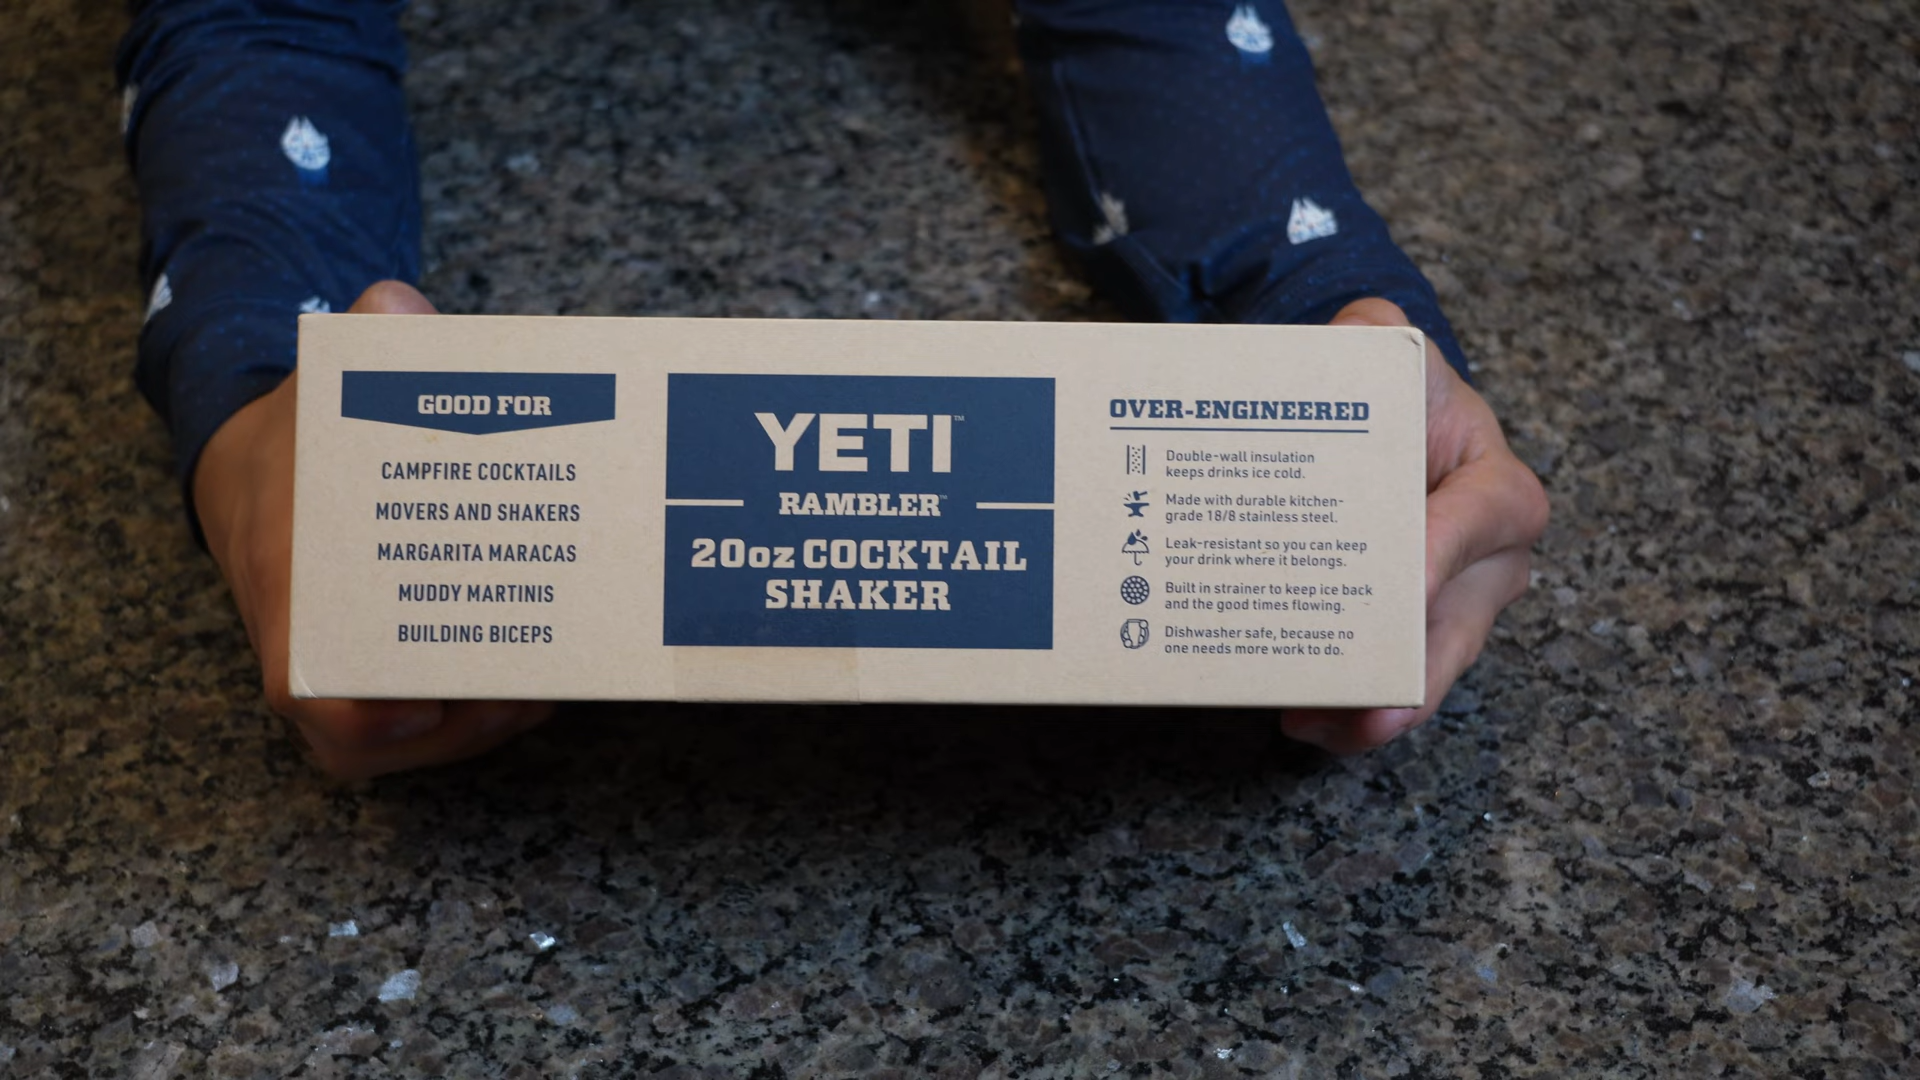 GOOD FOR
CAMPFIRE COCKTAILS
MOVERS AND SHAKERS
MARGARITA MARACAS
MUDDY MARTINIS
BUILDING BICEPS
YETI™
RAMBLER™
20oz COCKTAIL
SHAKER
OVER-ENGINEERED
Double-wall insulation
keeps drinks ice cold.
Made with durable kitchen-
grade 18/8 stainless steel.
Leak-resistant so you can keep
your drink where it belongs.
Built in strainer to keep ice back
and the good times flowing.
Dishwasher safe, because no
one needs more work to do.